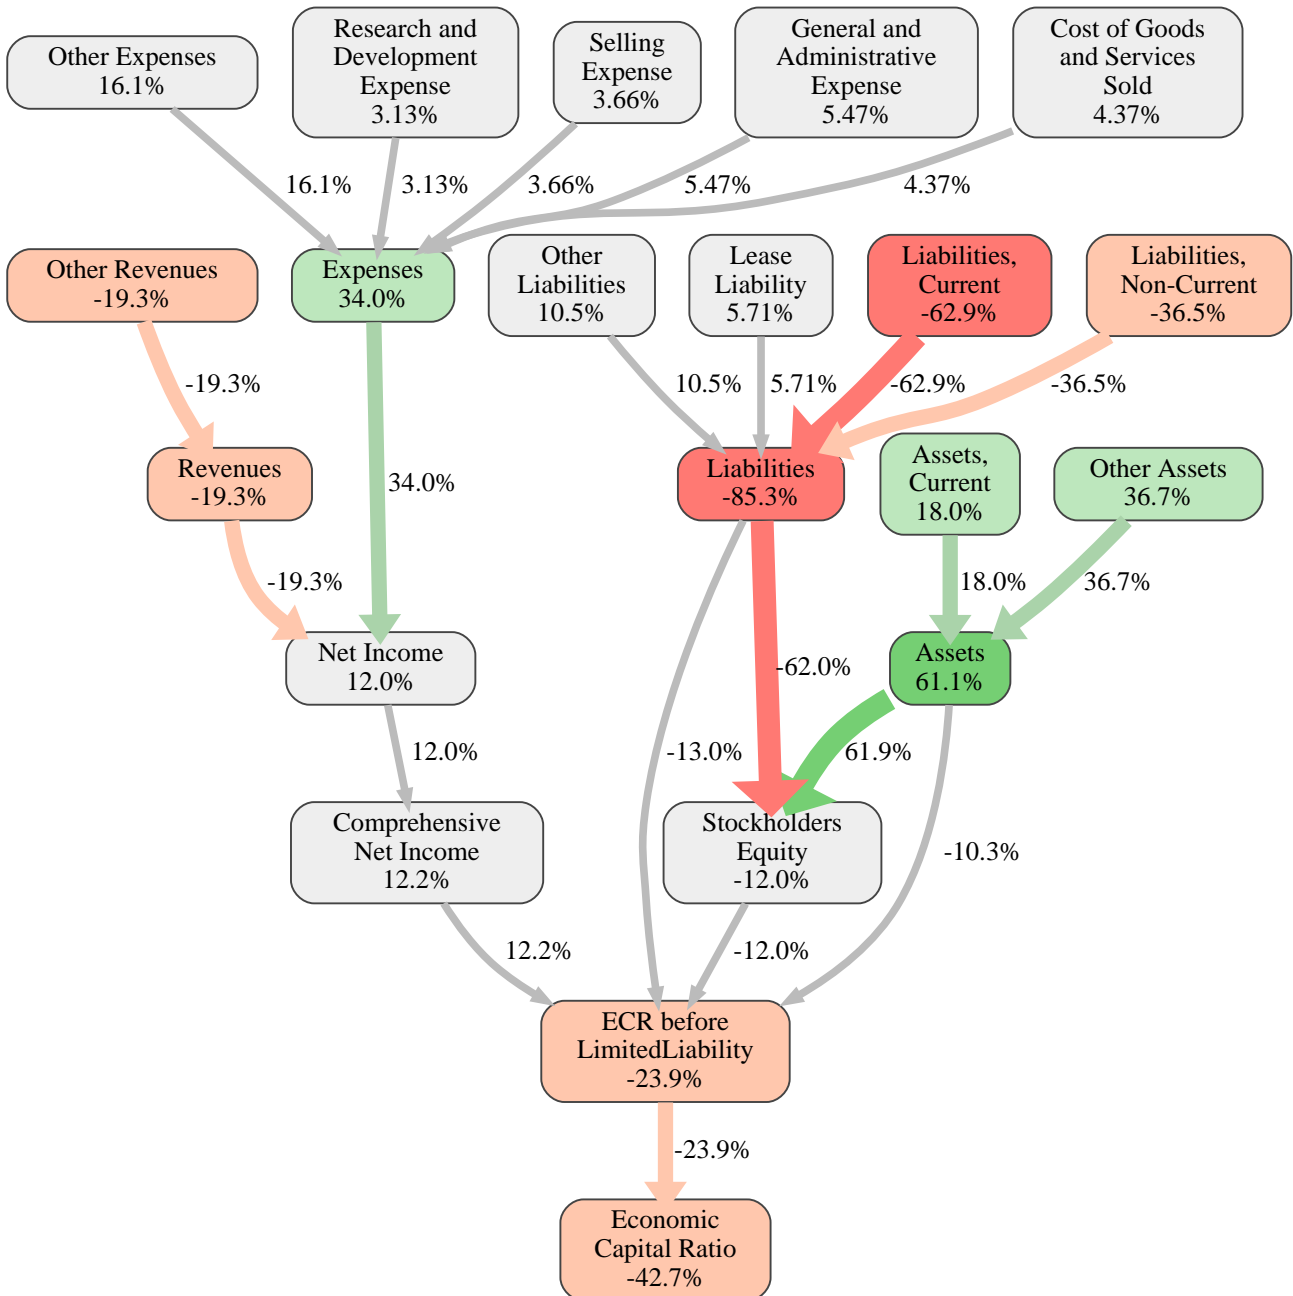 Other Expenses
16.1%
Research and
Development
Expense
3.13%
Selling
Expense
3.66%
General and
Administrative
Expense
5.47%
Cost of Goods
and Services
Sold
4.37%
16.1%
3.13%
3.66%
5.47%
4.37%
Other Revenues
-19.3%
Expenses
34.0%
Other
Liabilities
10.5%
Lease
Liability
5.71%
Liabilities,
Current
-62.9%
Liabilities,
Non-Current
-36.5%
-19.3%
10.5%
5.71%
-62.9%
-36.5%
Revenues
-19.3%
34.0%
Liabilities
-85.3%
Assets,
Current
18.0%
Other Assets
36.7%
-19.3%
18.0%
36.7%
Net Income
12.0%
-62.0%
Assets
61.1%
12.0%
-13.0%
61.9%
Comprehensive
Net Income
12.2%
Stockholders
Equity
-12.0%
-10.3%
12.2%
-12.0%
ECR before
LimitedLiability
-23.9%
-23.9%
Economic
Capital Ratio
-42.7%